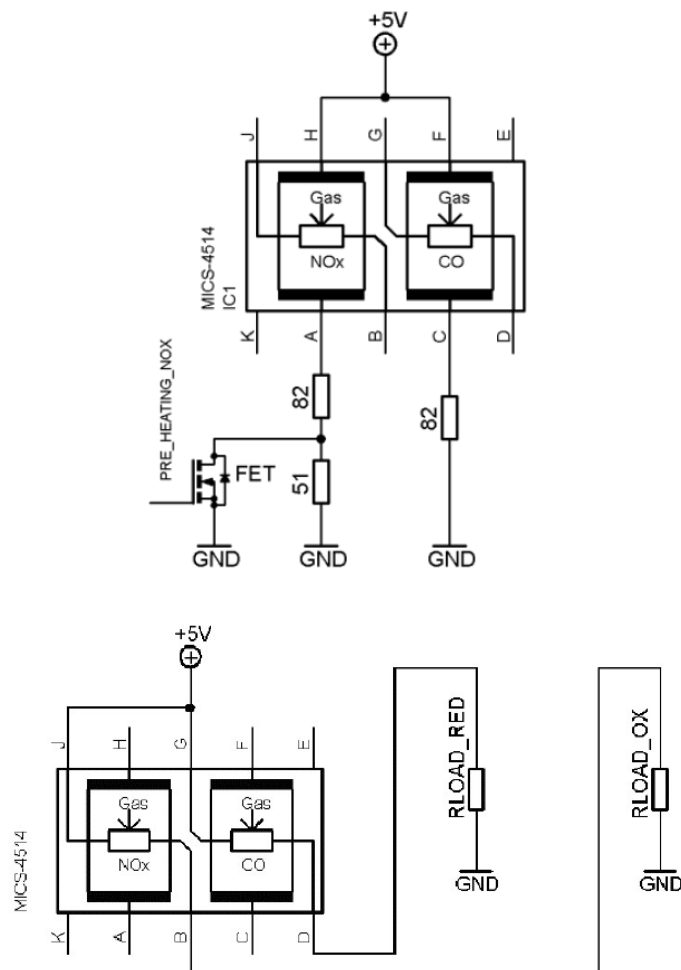 +5V
J
H
G
F
E
Gas
Gas
NOx
CO
MICS-4514
IC1
K
A
B
C
D
82
82
PRE_HEATING_NOX
FET
51
GND
GND
GND
+5V
J
H
G
F
E
Gas
Gas
NOx
CO
MICS-4514
K
A
B
C
D
RLOAD_RED
GND
RLOAD_OX
GND